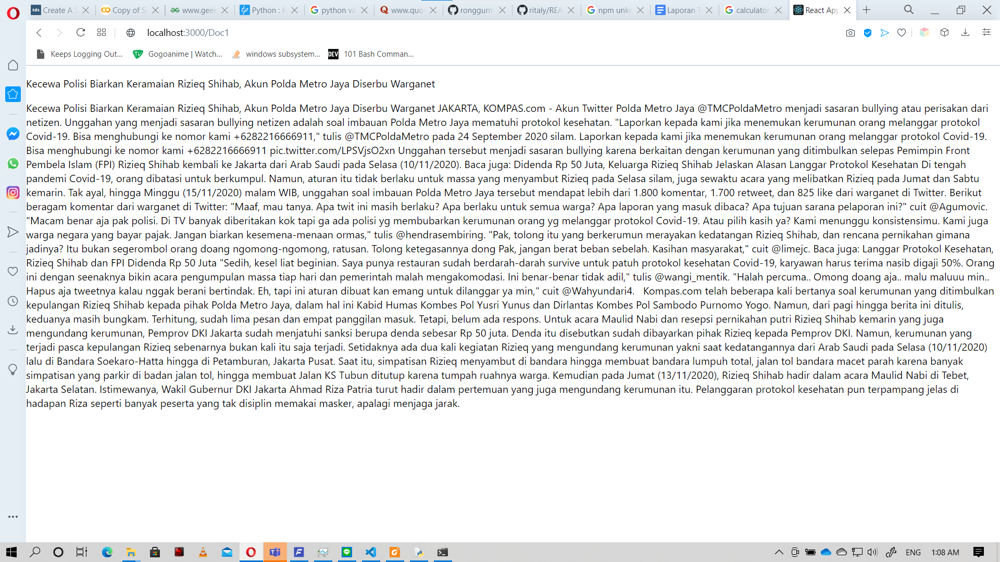 Create A S
Copy of S
www.geek
Python : H
python va
www.quo
ronggurm
ritaly/REA
npm unkn
Laporan T
calculator
React App
localhost:3000/Doc1
Keeps Logging Out...
Gogoanime | Watch...
windows subsystem...
DEV 101 Bash Comman...
Kecewa Polisi Biarkan Keramaian Rizieq Shihab, Akun Polda Metro Jaya Diserbu Warganet
Kecewa Polisi Biarkan Keramaian Rizieq Shihab, Akun Polda Metro Jaya Diserbu Warganet JAKARTA, KOMPAS.com - Akun Twitter Polda Metro Jaya @TMCPoldaMetro menjadi sasaran bullying atau perisakan dari
netizen. Unggahan yang menjadi sasaran bullying netizen adalah soal imbauan Polda Metro Jaya mematuhi protokol kesehatan. "Laporkan kepada kami jika menemukan kerumunan orang melanggar protokol
Covid-19. Bisa menghubungi ke nomor kami +6282216666911," tulis @TMCPoldaMetro pada 24 September 2020 silam. Laporkan kepada kami jika menemukan kerumunan orang melanggar protokol Covid-19.
Bisa menghubungi ke nomor kami +6282216666911 pic.twitter.com/LPSVjsO2xn Unggahan tersebut menjadi sasaran bullying karena berkaitan dengan kerumunan yang ditimbulkan selepas Pemimpin Front
Pembela Islam (FPI) Rizieq Shihab kembali ke Jakarta dari Arab Saudi pada Selasa (10/11/2020). Baca juga: Didenda Rp 50 Juta, Keluarga Rizieq Shihab Jelaskan Alasan Langgar Protokol Kesehatan Di tengah
pandemi Covid-19, orang dibatasi untuk berkumpul. Namun, aturan itu tidak berlaku untuk massa yang menyambut Rizieq pada Selasa silam, juga sewaktu acara yang melibatkan Rizieq pada Jumat dan Sabtu
kemarin. Tak ayal, hingga Minggu (15/11/2020) malam WIB, unggahan soal imbauan Polda Metro Jaya tersebut mendapat lebih dari 1.800 komentar, 1.700 retweet, dan 825 like dari warganet di Twitter. Berikut
beragam komentar dari warganet di Twitter: "Maaf, mau tanya. Apa twit ini masih berlaku? Apa berlaku untuk semua warga? Apa laporan yang masuk dibaca? Apa tujuan sarana pelaporan ini?" cuit @Agumovic.
"Macam benar aja pak polisi. Di TV banyak diberitakan kok tapi ga ada polisi yg membubarkan kerumunan orang yg melanggar protokol Covid-19. Atau pilih kasih ya? Kami menunggu konsistensimu. Kami juga
warga negara yang bayar pajak. Jangan biarkan kesemena-menaan ormas," tulis @hendrasembiring. "Pak, tolong itu yang berkerumun merayakan kedatangan Rizieq Shihab, dan rencana pernikahan gimana
jadinya? Itu bukan segerombol orang doang ngomong-ngomong, ratusan. Tolong ketegasannya dong Pak, jangan berat beban sebelah. Kasihan masyarakat," cuit @limejc. Baca juga: Langgar Protokol Kesehatan,
Rizieq Shihab dan FPI Didenda Rp 50 Juta "Sedih, kesel liat beginian. Saya punya restauran sudah berdarah-darah survive untuk patuh protokol kesehatan Covid-19, karyawan harus terima nasib digaji 50%. Orang
ini dengan seenaknya bikin acara pengumpulan massa tiap hari dan pemerintah malah mengakomodasi. Ini benar-benar tidak adil," tulis @wangi_mentik. "Halah percuma.. Omong doang aja.. malu maluuu min..
Hapus aja tweetnya kalau nggak berani bertindak. Eh, tapi ini aturan dibuat kan emang untuk dilanggar ya min," cuit @Wahyundari4.   Kompas.com telah beberapa kali bertanya soal kerumunan yang ditimbulkan
kepulangan Rizieq Shihab kepada pihak Polda Metro Jaya, dalam hal ini Kabid Humas Kombes Pol Yusri Yunus dan Dirlantas Kombes Pol Sambodo Purnomo Yogo. Namun, dari pagi hingga berita ini ditulis,
keduanya masih bungkam. Terhitung, sudah lima pesan dan empat panggilan masuk. Tetapi, belum ada respons. Untuk acara Maulid Nabi dan resepsi pernikahan putri Rizieq Shihab kemarin yang juga
mengundang kerumunan, Pemprov DKI Jakarta sudah menjatuhi sanksi berupa denda sebesar Rp 50 juta. Denda itu disebutkan sudah dibayarkan pihak Rizieq kepada Pemprov DKI. Namun, kerumunan yang
terjadi pasca kepulangan Rizieq sebenarnya bukan kali itu saja terjadi. Setidaknya ada dua kali kegiatan Rizieq yang mengundang kerumunan yakni saat kedatangannya dari Arab Saudi pada Selasa (10/11/2020)
lalu di Bandara Soekaro-Hatta hingga di Petamburan, Jakarta Pusat. Saat itu, simpatisan Rizieq menyambut di bandara hingga membuat bandara lumpuh total, jalan tol bandara macet parah karena banyak
simpatisan yang parkir di badan jalan tol, hingga membuat Jalan KS Tubun ditutup karena tumpah ruahnya warga. Kemudian pada Jumat (13/11/2020), Rizieq Shihab hadir dalam acara Maulid Nabi di Tebet,
Jakarta Selatan. Istimewanya, Wakil Gubernur DKI Jakarta Ahmad Riza Patria turut hadir dalam pertemuan yang juga mengundang kerumunan itu. Pelanggaran protokol kesehatan pun terpampang jelas di
hadapan Riza seperti banyak peserta yang tak disiplin memakai masker, apalagi menjaga jarak.
ENG
1:08 AM